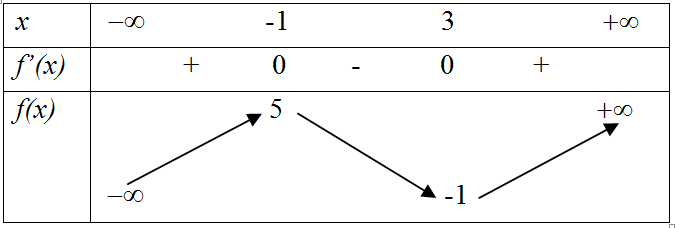 x −∞ -1 3 +∞
f’(x) + 0 - 0 +
f(x) 5 +∞
−∞ -1